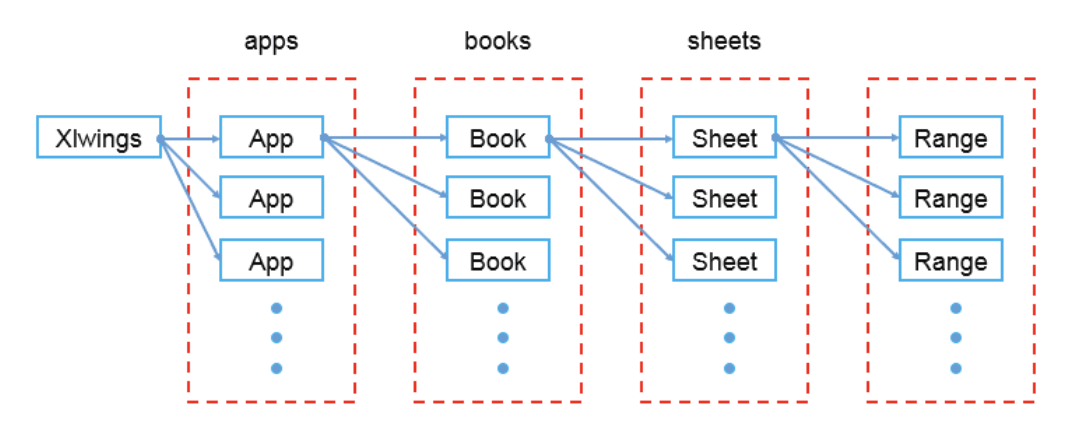 apps books sheets
Xlwings App Book Sheet Range
App Book Sheet Range
App Book Sheet Range